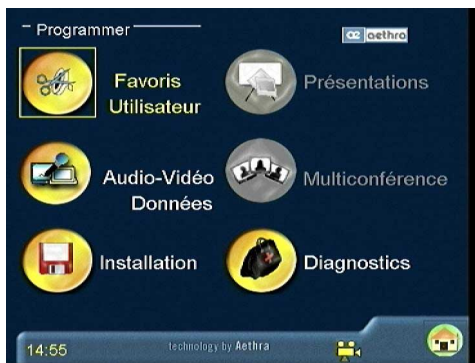 Programmer
aethra
Favoris
Utilisateur
Présentations
Audio-Vidéo
Données
Multiconférence
Installation
Diagnostics
14:55
technology by Aethra